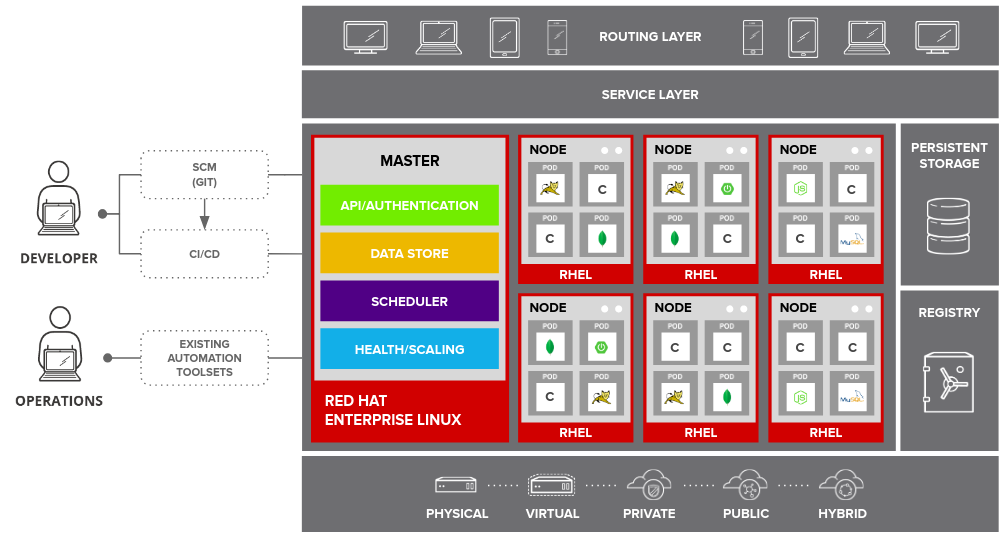 ROUTING LAYER
SERVICE LAYER
DEVELOPER
SCM
(GIT)
CI/CD
OPERATIONS
EXISTING
AUTOMATION
TOOLSETS
MASTER
API/AUTHENTICATION
DATA STORE
SCHEDULER
HEALTH/SCALING
RED HAT
ENTERPRISE LINUX
NODE
POD POD
C
POD POD
C
RHEL
NODE
POD POD
POD POD
C
RHEL
NODE
POD POD
JS C
POD POD
C MySQL
RHEL
NODE
POD POD
POD POD
C
RHEL
NODE
POD POD
C C
POD POD
RHEL
NODE
POD POD
C C
POD POD
JS MySQL
RHEL
PERSISTENT
STORAGE
REGISTRY
PHYSICAL VIRTUAL PRIVATE PUBLIC HYBRID